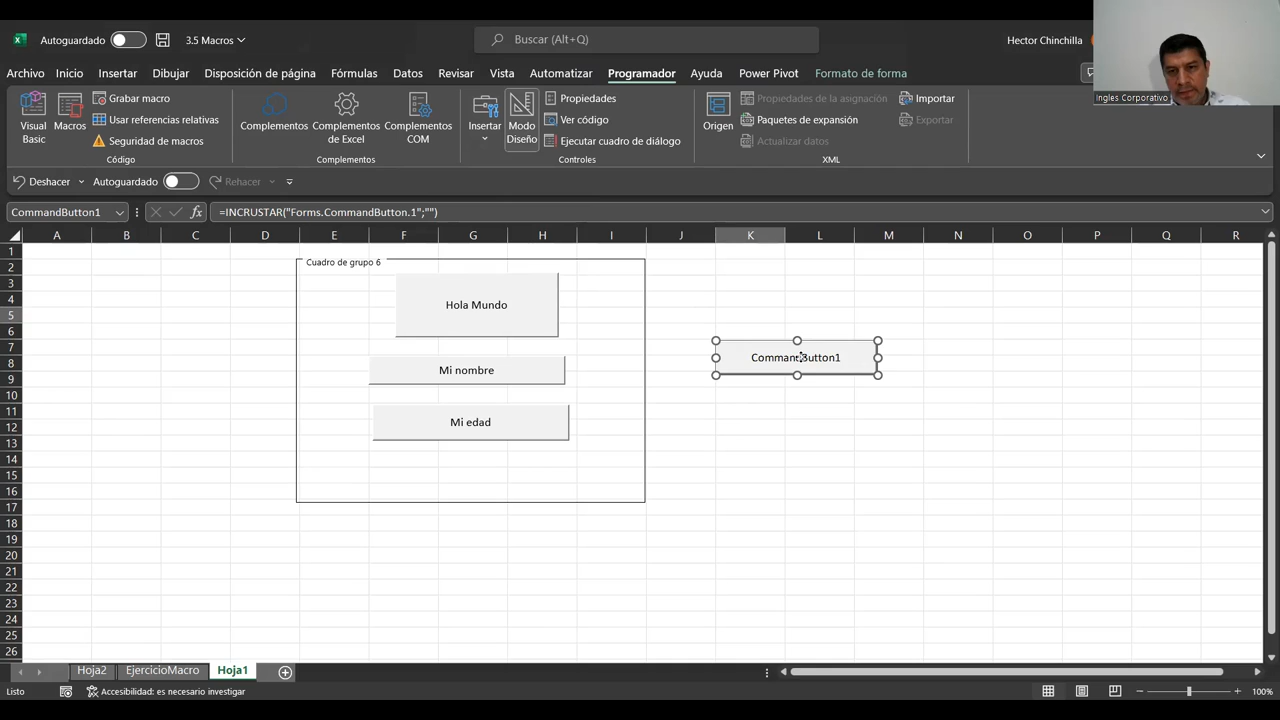 Autoguardado
3.5 Macros
Buscar (Alt+Q)
Hector Chinchilla
Archivo Inicio Insertar Dibujar Disposición de página Fórmulas Datos Revisar Vista Automatizar Programador Ayuda Power Pivot Formato de forma
Visual Basic
Macros
Grabar macro
Usar referencias relativas
Seguridad de macros
Código
Complementos
Complementos de Excel
Complementos COM
Complementos
Insertar
Modo Diseño
Propiedades
Ver código
Ejecutar cuadro de diálogo
Controles
Origen
Propiedades de la asignación
Paquetes de expansión
Actualizar datos
Importar
Exportar
XML
Ingles Corporativo
Deshacer Autoguardado Rehacer
CommandButton1 fx =INCRUSTAR("Forms.CommandButton.1";"")
A B C D E F G H I J K L M N O P Q R
1
2
3
4
5
6
7
8
9
10
11
12
13
14
15
16
17
18
19
20
21
22
23
24
25
26
Cuadro de grupo 6
Hola Mundo
Mi nombre
Mi edad
CommandButton1
Hoja2 EjercicioMacro Hoja1
Listo Accesibilidad: es necesario investigar 100%